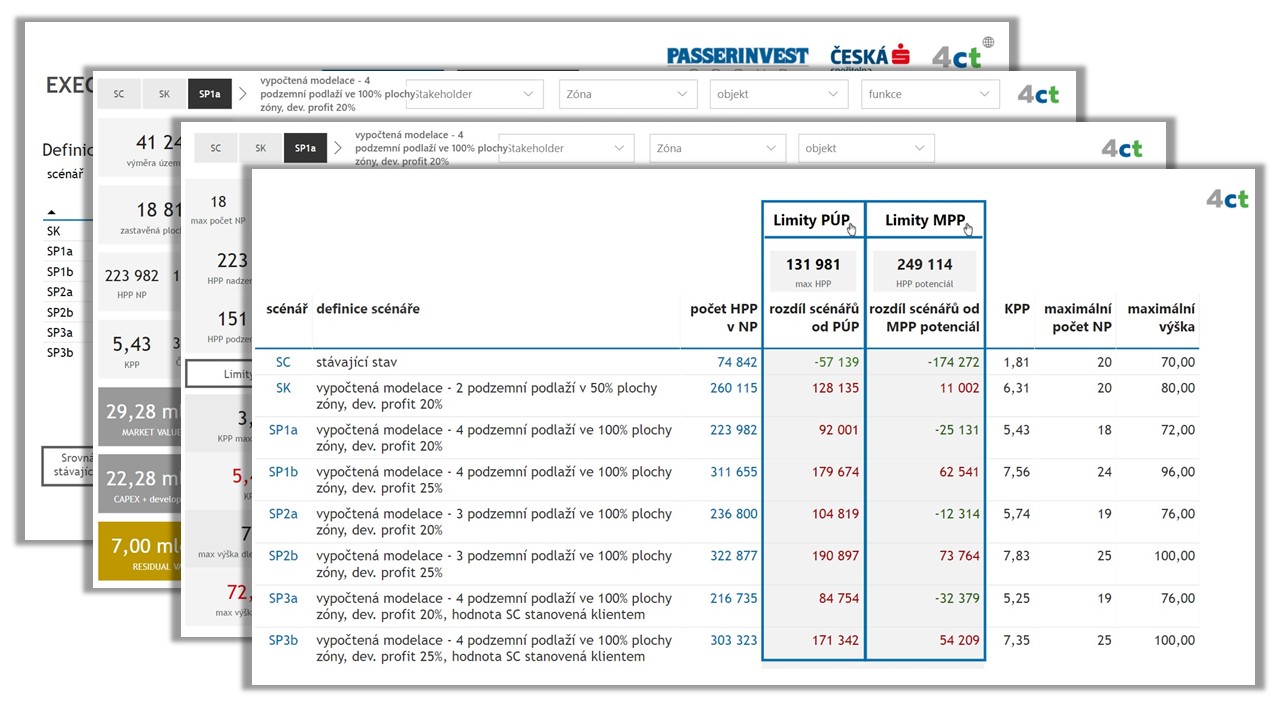 PASSERINVEST
ČESKÁ
4ct
EXEC
Definic
scénář
SK
SP1a
SP1b
SP2a
SP2b
SP3a
SP3b
Srovná
stávajíc
SC
SK
SP1a
vypočtená modelace - 4
podzemní podlaží ve 100% plochy
zóny, dev. profit 20%
Stakeholder
Zóna
objekt
funkce
4ct
41 24
výměra územ
18 81
zastavěná ploc
223 982
HPP NP
5,43
KPP
29,28 m
MARKET VALUE
22,28 m
CAPEX + develop
7,00 ml
RESIDUAL VA
SC
SK
SP1a
vypočtená modelace - 4
podzemní podlaží ve 100% plochy
zóny, dev. profit 20%
Stakeholder
Zóna
objekt
4ct
18
max počet NP
223
HPP nadzem
151
HPP podzem
Limity
3,
KPP max
5,
7
max výška dle
72,
max výšk
4ct
Limity PÚP Limity MPP
131 981 249 114
max HPP HPP potenciál
scénář definice scénáře počet HPP rozdíl scénářů rozdíl scénářů od KPP maximální maximální
v NP od PÚP MPP potenciál počet NP výška
SC stávající stav 74 842 -57 139 -174 272 1,81 20 70,00
SK vypočtená modelace - 2 podzemní podlaží v 50% plochy 260 115 128 135 11 002 6,31 20 80,00
zóny, dev. profit 20%
SP1a vypočtená modelace - 4 podzemní podlaží ve 100% plochy 223 982 92 001 -25 131 5,43 18 72,00
zóny, dev. profit 20%
SP1b vypočtená modelace - 4 podzemní podlaží ve 100% plochy 311 655 179 674 62 541 7,56 24 96,00
zóny, dev. profit 25%
SP2a vypočtená modelace - 3 podzemní podlaží ve 100% plochy 236 800 104 819 -12 314 5,74 19 76,00
zóny, dev. profit 20%
SP2b vypočtená modelace - 3 podzemní podlaží ve 100% plochy 322 877 190 897 73 764 7,83 25 100,00
zóny, dev. profit 25%
SP3a vypočtená modelace - 4 podzemní podlaží ve 100% plochy 216 735 84 754 -32 379 5,25 19 76,00
zóny, dev. profit 20%, hodnota SC stanovená klientem
SP3b vypočtená modelace - 4 podzemní podlaží ve 100% plochy 303 323 171 342 54 209 7,35 25 100,00
zóny, dev. profit 25%, hodnota SC stanovená klientem